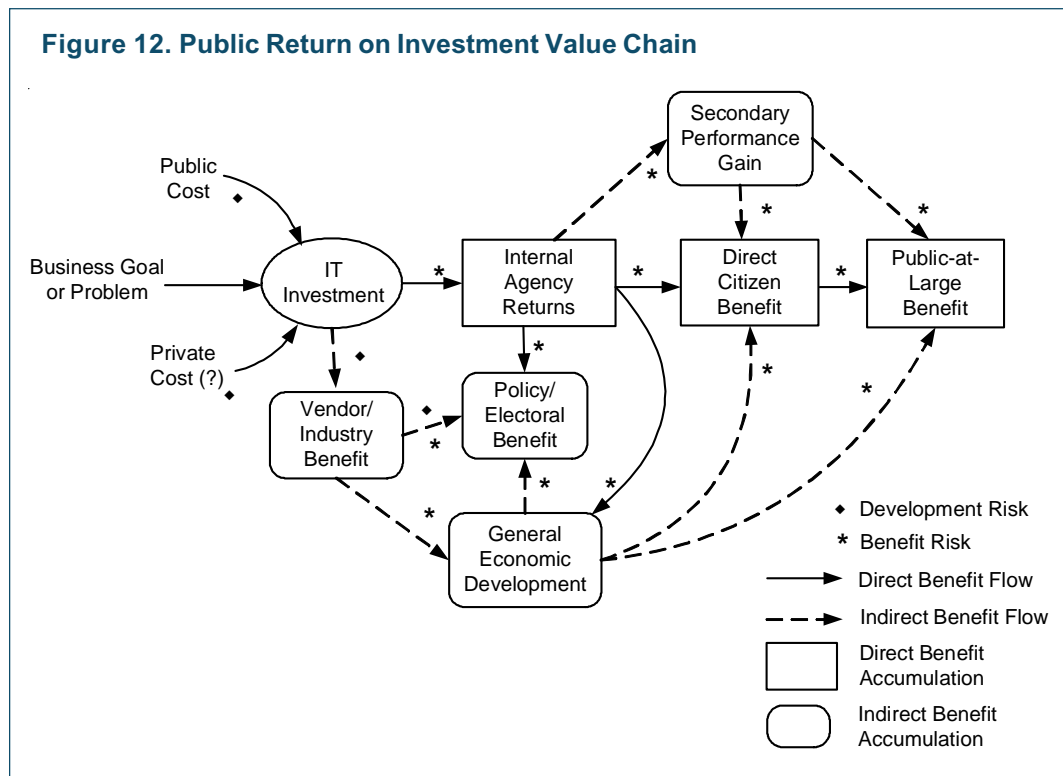 Figure 12. Public Return on Investment Value Chain
Secondary
Performance
Gain
Public
Cost
Business Goal
or Problem
IT
Investment
Internal
Agency
Returns
Direct
Citizen
Benefit
Public-at-
Large
Benefit
Private
Cost (?)
Vendor/
Industry
Benefit
Policy/
Electoral
Benefit
General
Economic
Development
◆ Development Risk
* Benefit Risk
Direct Benefit Flow
Indirect Benefit Flow
Direct Benefit
Accumulation
Indirect Benefit
Accumulation